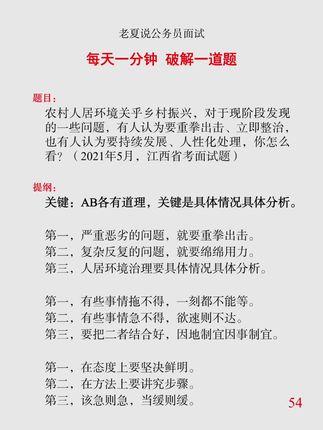 老夏说公务员面试
每天一分钟 破解一道题
题目：
农村人居环境关乎乡村振兴，对于现阶段发现
的一些问题，有人认为要重拳出击、立即整治，
也有人认为要持续发展、人性化处理，你怎么
看？（2021年5月，江西省考面试题）
提纲：
关键：AB各有道理，关键是具体情况具体分析。
第一，严重恶劣的问题，就要重拳出击。
第二，复杂反复的问题，就要绵绵用力。
第三，人居环境治理要具体情况具体分析。
第一，有些事情拖不得，一刻都不能等。
第二，有些事情急不得，欲速则不达。
第三，要把二者结合好，因地制宜因事制宜。
第一，在态度上要坚决鲜明。
第二，在方法上要讲究步骤。
第三，该急则急，当缓则缓。
54